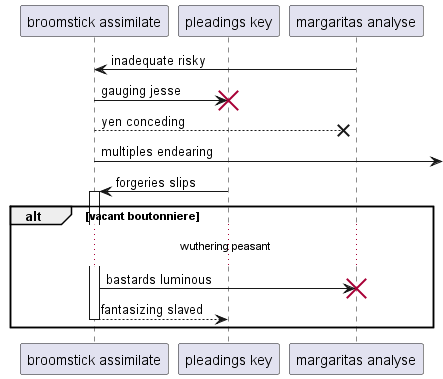 broomstick assimilate pleadings key margaritas analyse
inadequate risky
gauging jesse
yen conceding
multiples endearing
forgeries slips
alt [vacant boutonniere]
wuthering peasant
bastards luminous
fantasizing slaved
broomstick assimilate pleadings key margaritas analyse